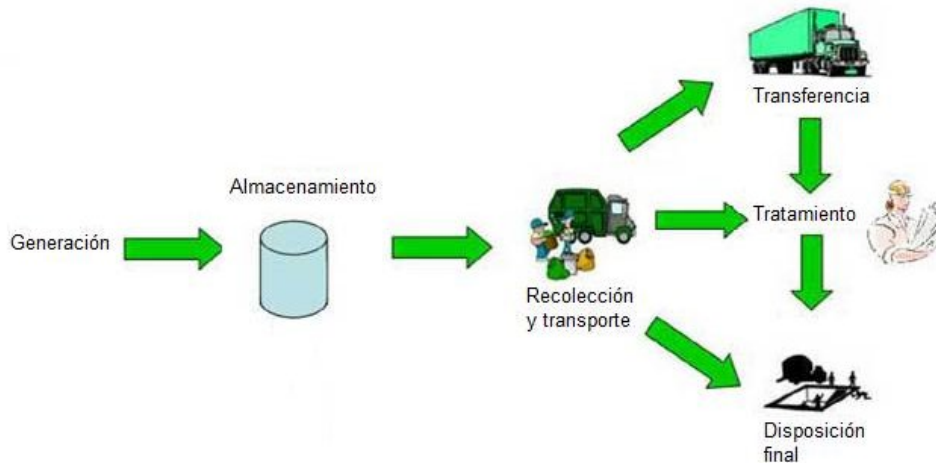 Transferencia
Almacenamiento
Generación
Tratamiento
Recolección
y transporte
Disposición
final